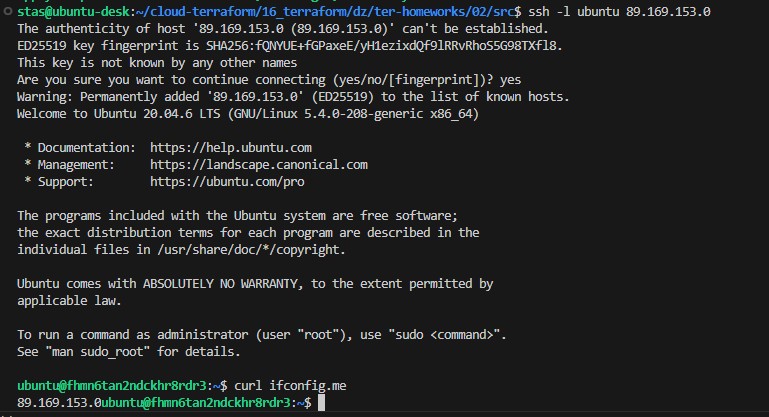 stas@ubuntu-desk:~/cloud-terraform/16_terraform/dz/ter-homeworks/02/src$ ssh -l ubuntu 89.169.153.0
The authenticity of host '89.169.153.0 (89.169.153.0)' can't be established.
ED25519 key fingerprint is SHA256:fQNYUE+fGPaxeE/yH1ezixdQf9lRRvRhoS5G98TXfl8.
This key is not known by any other names
Are you sure you want to continue connecting (yes/no/[fingerprint])? yes
Warning: Permanently added '89.169.153.0' (ED25519) to the list of known hosts.
Welcome to Ubuntu 20.04.6 LTS (GNU/Linux 5.4.0-208-generic x86_64)
* Documentation:  https://help.ubuntu.com
* Management:     https://landscape.canonical.com
* Support:        https://ubuntu.com/pro
The programs included with the Ubuntu system are free software;
the exact distribution terms for each program are described in the
individual files in /usr/share/doc/*/copyright.
Ubuntu comes with ABSOLUTELY NO WARRANTY, to the extent permitted by
applicable law.
To run a command as administrator (user "root"), use "sudo <command>".
See "man sudo_root" for details.
ubuntu@fhmn6tan2ndckhr8rdr3:~$ curl ifconfig.me
89.169.153.0ubuntu@fhmn6tan2ndckhr8rdr3:~$